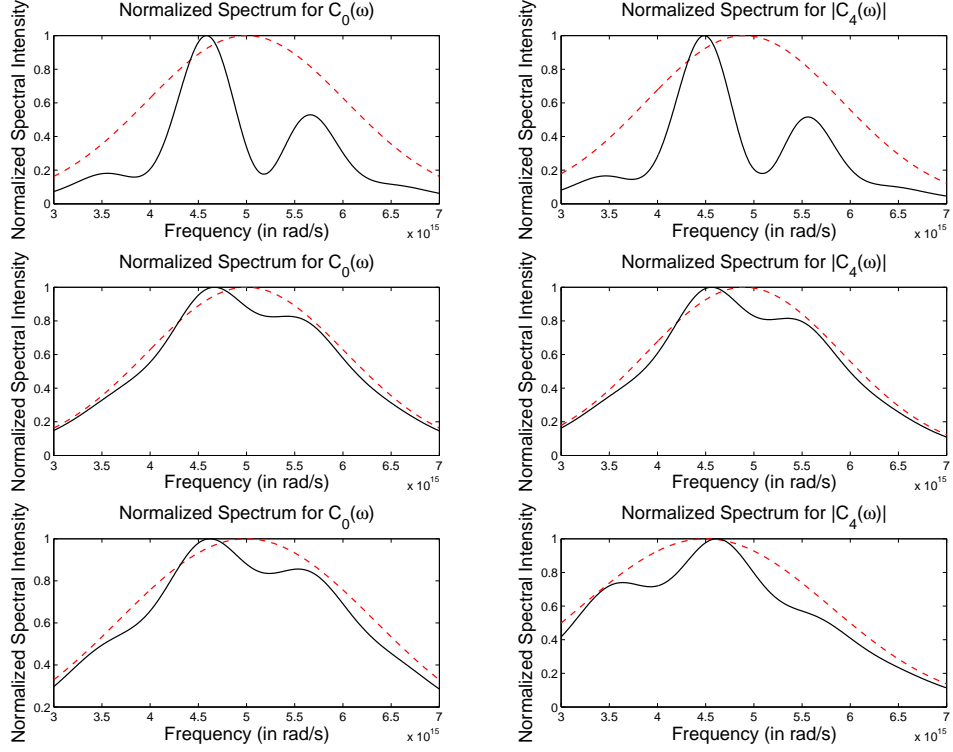 Normalized Spectrum for C0(ω)
Normalized Spectral Intensity
1
0.8
0.6
0.4
0.2
0
3 3.5 4 4.5 5 5.5 6 6.5 7
Frequency (in rad/s)
x 10^15
Normalized Spectrum for |C4(ω)|
Normalized Spectral Intensity
1
0.8
0.6
0.4
0.2
0
3 3.5 4 4.5 5 5.5 6 6.5 7
Frequency (in rad/s)
x 10^15
Normalized Spectrum for C0(ω)
Normalized Spectral Intensity
1
0.8
0.6
0.4
0.2
0
3 3.5 4 4.5 5 5.5 6 6.5 7
Frequency (in rad/s)
x 10^15
Normalized Spectrum for |C4(ω)|
Normalized Spectral Intensity
1
0.8
0.6
0.4
0.2
0
3 3.5 4 4.5 5 5.5 6 6.5 7
Frequency (in rad/s)
x 10^15
Normalized Spectrum for C0(ω)
Normalized Spectral Intensity
1
0.8
0.6
0.4
0.2
3 3.5 4 4.5 5 5.5 6 6.5 7
Frequency (in rad/s)
x 10^15
Normalized Spectrum for |C4(ω)|
Normalized Spectral Intensity
1
0.8
0.6
0.4
0.2
0
3 3.5 4 4.5 5 5.5 6 6.5 7
Frequency (in rad/s)
x 10^15